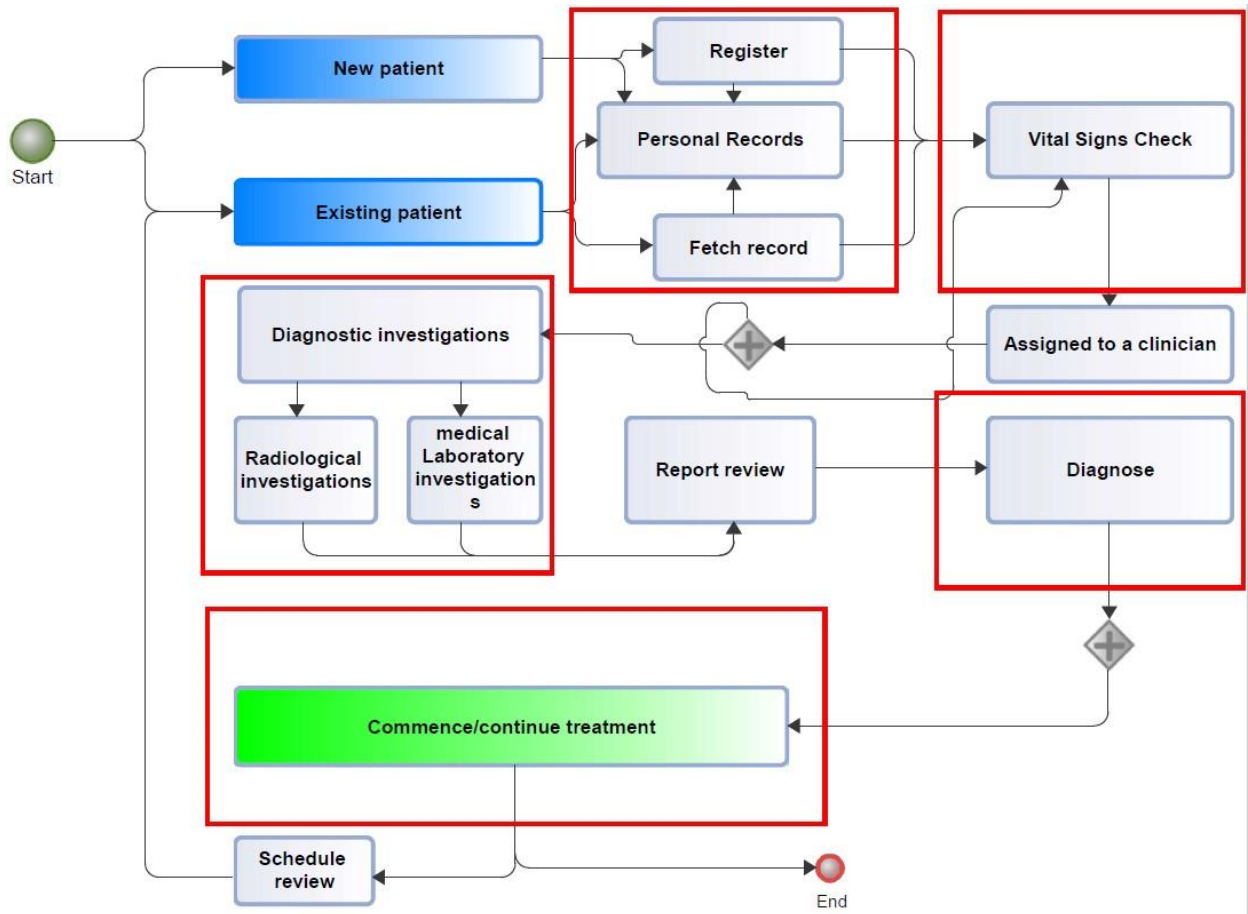 Register
New patient
Personal Records
Vital Signs Check
Start
Existing patient
Fetch record
Diagnostic investigations
Assigned to a clinician
Radiological
investigations
medical
Laboratory
investigation
s
Report review
Diagnose
Commence/continue treatment
Schedule
review
End